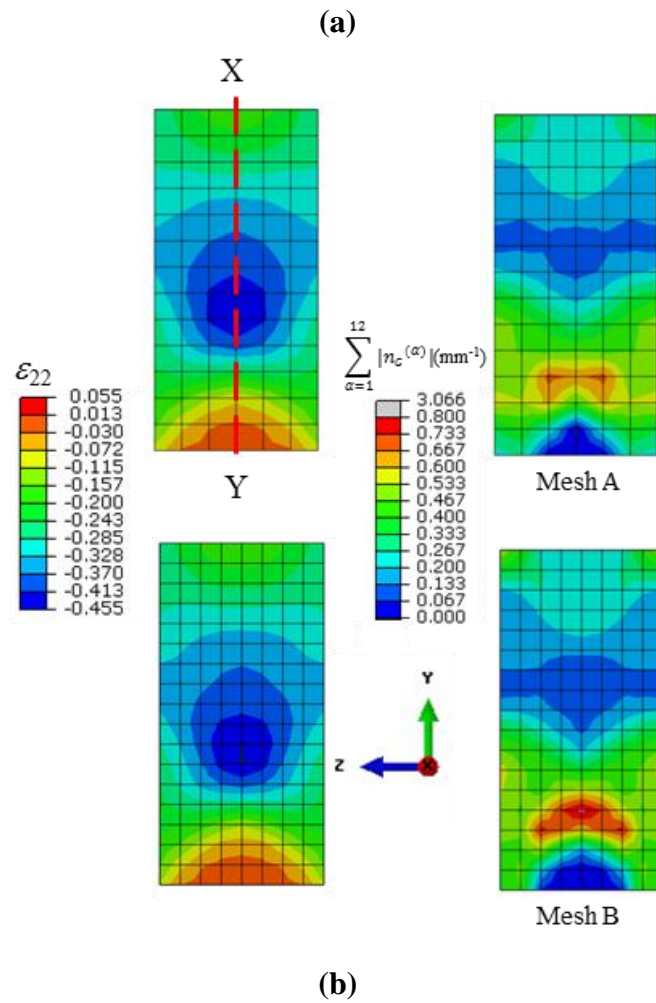 (a)
X
ε22
0.055
0.013
-0.030
-0.072
-0.115
-0.157
-0.200
-0.243
-0.285
-0.328
-0.370
-0.413
-0.455
Y
12
∑ |n_G^(α)|(mm⁻¹)
α=1
3.066
0.800
0.733
0.667
0.600
0.533
0.467
0.400
0.333
0.267
0.200
0.133
0.067
0.000
Mesh A
Y
Z
X
Mesh B
(b)